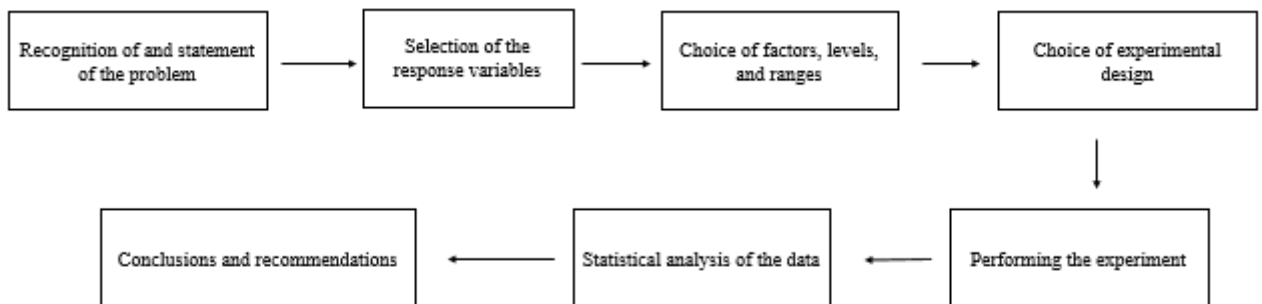 Recognition of and statement
of the problem
Selection of the
response variables
Choice of factors, levels,
and ranges
Choice of experimental
design
Performing the experiment
Statistical analysis of the data
Conclusions and recommendations